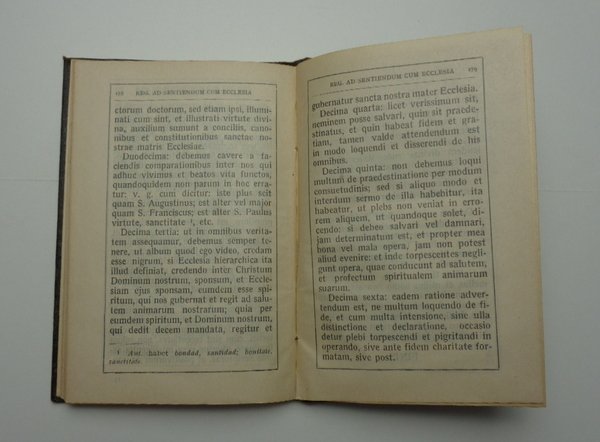 178 REG. AD SENTIENDUM CUM ECCLESIA
ctorum doctorum, sed etiam ipsi, illumi-
nati cum sint, et illustrati virtute divi-
na, auxilium sumunt a conciliis, cano-
nibus et constitutionibus sanctae nost-
rae matris Ecclesiae.
Duodecima: debemus cavere a fa-
ciendis comparationibus inter nos qui
adhuc vivimus et beatos vita functos,
quandoquidem non parum in hoc erra-
tur; v. g. cum dicitur: iste plus scit
quam S. Augustinus; est alter vel major
quam S. Franciscus; est alter S. Paulus
virtute, sanctitate ¹, etc.
Decima tertia: ut in omnibus verita-
tem assequamur, debemus semper te-
nere, ut album quod ego video, credam
esse nigrum, si Ecclesia hierarchica ita
illud definiat, credendo inter Christum
Dominum nostrum, sponsum, et Eccle-
siam ejus sponsam, eumdem esse spi-
ritum, qui nos gubernat et regit ad salu-
tem animarum nostrarum; quia per
eumdem spiritum, et Dominum nostrum,
qui dedit decem mandata, regitur et
¹ Aut. habet bondad, santidad; bonitate,
sanctitate.
REG. AD SENTIENDUM CUM ECCLESIA 179
gubernatur sancta nostra mater Ecclesia.
Decima quarta: licet verissimum sit,
neminem posse salvari, quin sit praede-
stinatus, et quin habeat fidem et gra-
tiam, tamen valde attendendum est
in modo loquendi et disserendi de his
omnibus.
Decima quinta: non debemus loqui
multum de praedestinatione per modum
consuetudinis; sed si aliquo modo et
interdum sermo de illa habebitur, ita
habeatur, ut plebs non veniat in erro-
rem aliquem, ut quandoque solet, di-
cendo: si debeo salvari vel damnari,
jam determinatum est, et propter mea
bona vel mala opera, jam non potest
aliud evenire: et inde torpescentes negli-
gunt opera, quae conducunt ad salutem,
et profectum spiritualem animarum
suarum.
Decima sexta: eadem ratione adver-
tendum est, ne multum loquendo de fi-
de, et cum multa intensione, sine ulla
distinctione et declaratione, occasio
detur plebi torpescendi et pigritandi in
operando, sive ante fidem charitate for-
matam, sive post.